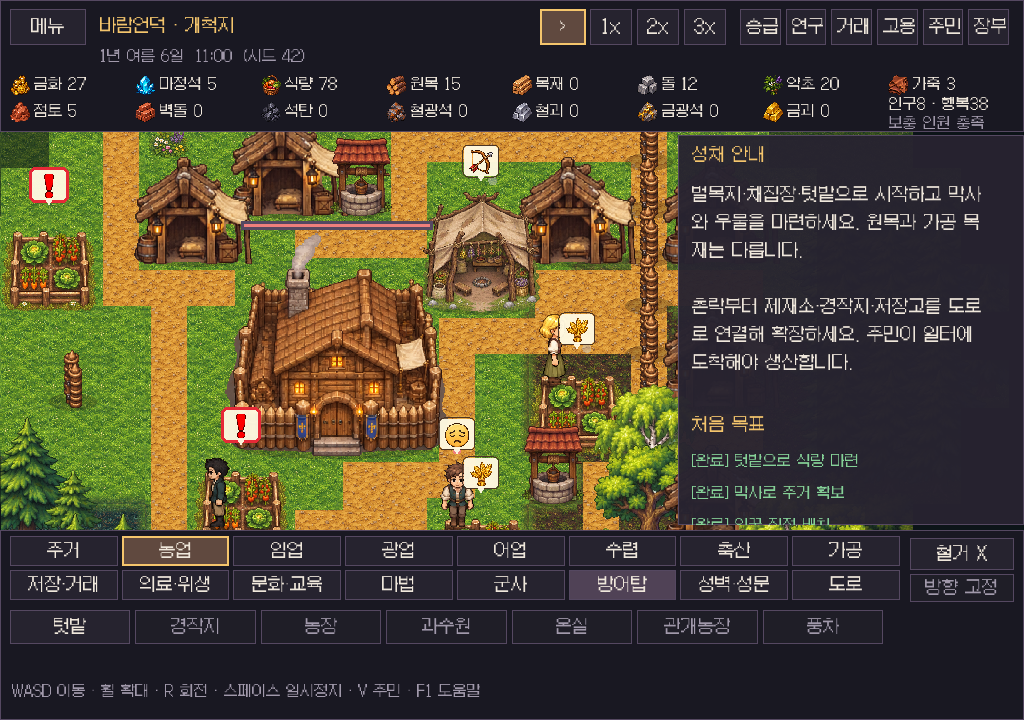 메뉴
바람언덕 · 개척지
1년 여름 6일 11:00 (시드 42)
> 1x 2x 3x 승급 연구 거래 고용 주민 장부
금화 27 마정석 5 식량 78 원목 15 목재 0 돌 12 약초 20 가죽 3
점토 5 벽돌 0 석탄 0 철광석 0 철괴 0 금광석 0 금괴 0
인구8 · 행복38
보충 인원 충족
성채 안내
벌목지·채집장·텃밭으로 시작하고 막사
와 우물을 마련하세요. 원목과 가공 목
재는 다릅니다.
촌락부터 제재소·경작지·저장고를 도로
로 연결해 확장하세요. 주민이 일터에
도착해야 생산합니다.
처음 목표
[완료] 텃밭으로 식량 마련
[완료] 막사로 주거 확보
주거 농업 임업 광업 어업 수렵 축산 가공
철거 X
저장·거래 의료·위생 문화·교육 마법 군사 방어탑 성벽·성문 도로
방향 고정
텃밭 경작지 농장 과수원 온실 관개농장 풍차
WASD 이동 · 휠 확대 · R 회전 · 스페이스 일시정지 · V 주민 · F1 도움말